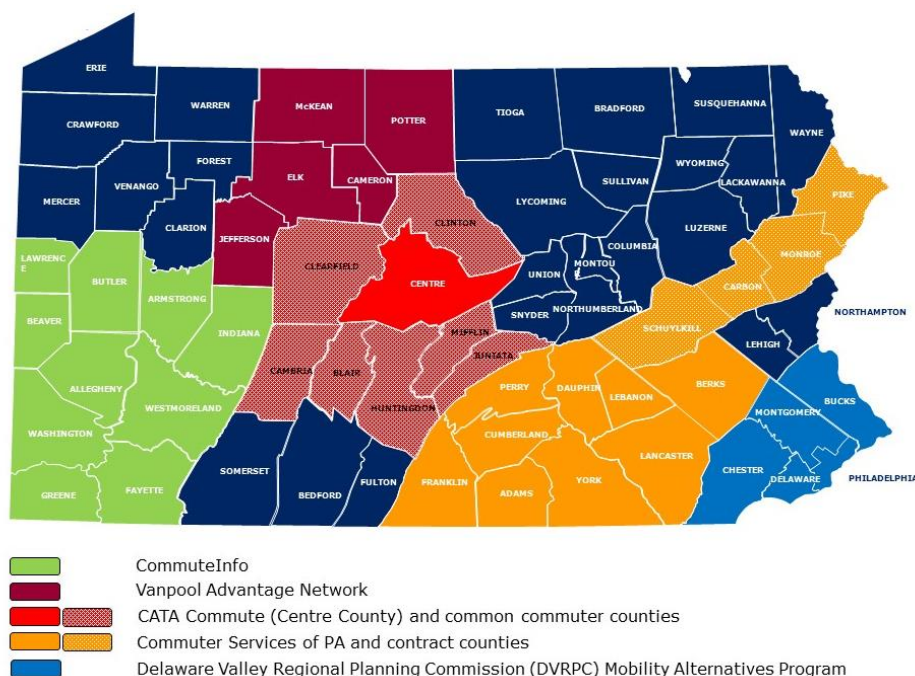 ERIE
WARREN
McKEAN
POTTER
TIOGA
BRADFORD
SUSQUEHANNA
CRAWFORD
WAYNE
FOREST
WYOMING
ELK
CAMERON
SULLIVAN
LACKAWANNA
MERCER
VENANGO
PIKE
LYCOMING
CLARION
CLINTON
JEFFERSON
LUZERNE
COLUMBIA
LAWRENC
E
BUTLER
CLEARFIELD
MONTOU
UNION
MONROE
ARMSTRONG
CENTRE
CARBON
BEAVER
INDIANA
SNYDER
NORTHUMBERLAND
NORTHAMPTON
MIFFLIN
SCHUYLKILL
LEHIGH
JUNIATA
CAMBRIA
BLAIR
ALLEGHENY
PERRY
DAUPHIN
BERKS
LEBANON
BUCKS
WESTMORELAND
HUNTINGDON
MONTGOMERY
WASHINGTON
CUMBERLAND
LANCASTER
SOMERSET
CHESTER
FULTON
FRANKLIN
YORK
DELAWARE
PHILADELPHIA
FAYETTE
GREENE
BEDFORD
ADAMS
CommuteInfo
Vanpool Advantage Network
CATA Commute (Centre County) and common commuter counties
Commuter Services of PA and contract counties
Delaware Valley Regional Planning Commission (DVRPC) Mobility Alternatives Program